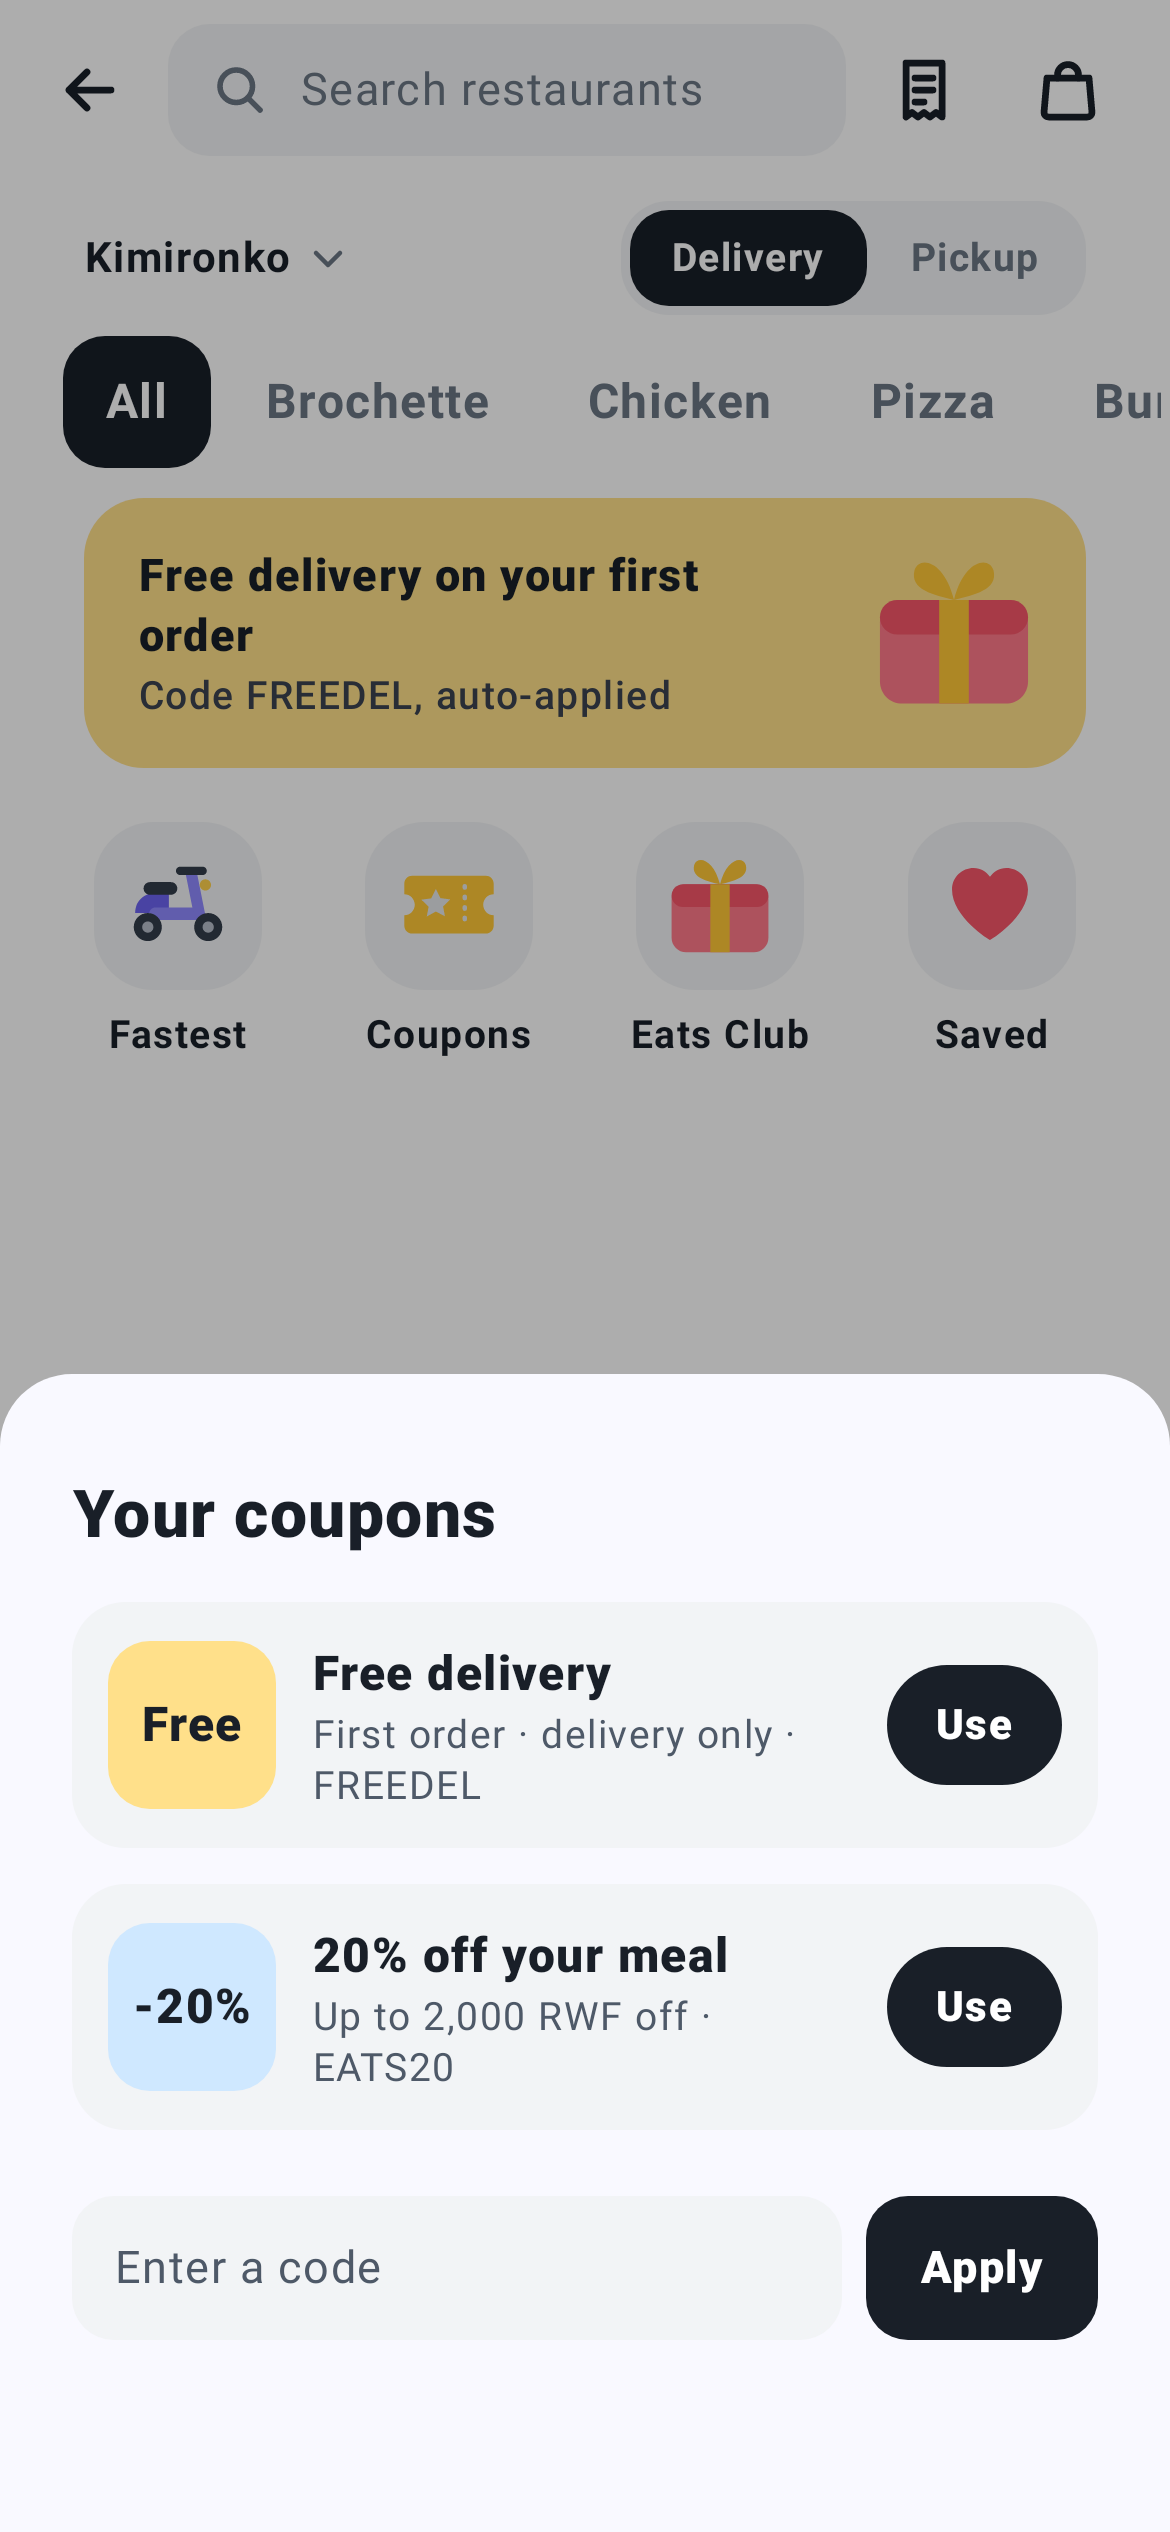 Search restaurants
Kimironko
Delivery
Pickup
All
Brochette
Chicken
Pizza
Free delivery on your first
order
Code FREEDEL, auto-applied
Fastest
Coupons
Eats Club
Saved
Your coupons
Free
Free delivery
First order · delivery only ·
FREEDEL
Use
-20%
20% off your meal
Up to 2,000 RWF off ·
EATS20
Use
Enter a code
Apply